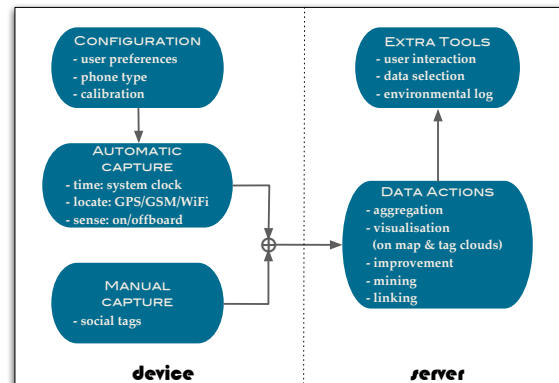 Configuration
- user preferences
- phone type
- calibration
Automatic
capture
- time: system clock
- locate: GPS/GSM/WiFi
- sense: on/offboard
Manual
capture
- social tags
device
Extra Tools
- user interaction
- data selection
- environmental log
Data Actions
- aggregation
- visualisation
(on map & tag clouds)
- improvement
- mining
- linking
server